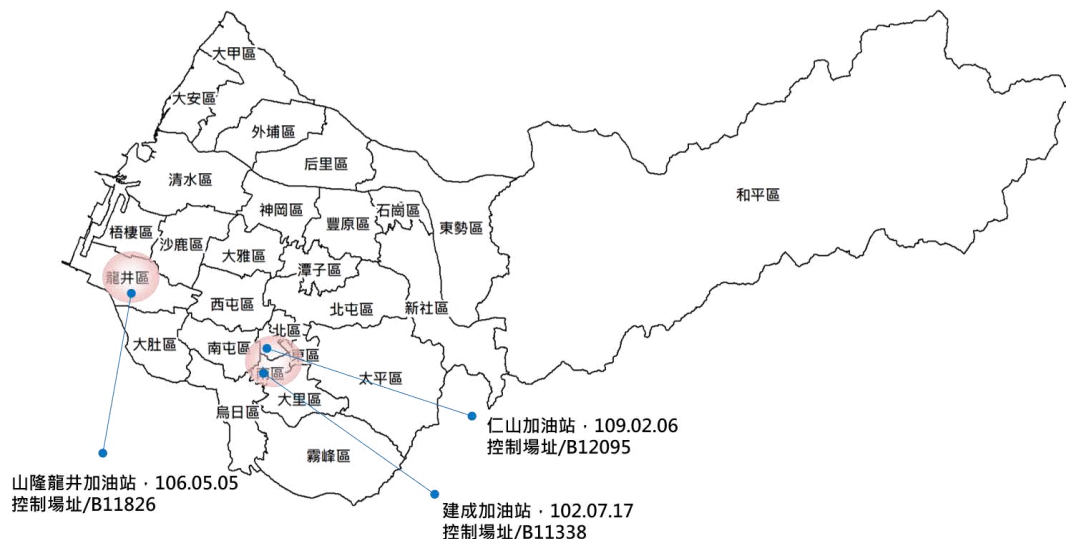 大甲區
大安區
外埔區
后里區
清水區
和平區
神岡區
豐原區
石岡區
東勢區
梧棲區
沙鹿區
大雅區
潭子區
龍井區
西屯區
北屯區
新社區
北區
大肚區
南屯區
東區
南區
太平區
大里區
烏日區
霧峰區
仁山加油站・109.02.06
控制場址/B12095
山隆龍井加油站・106.05.05
控制場址/B11826
建成加油站・102.07.17
控制場址/B11338